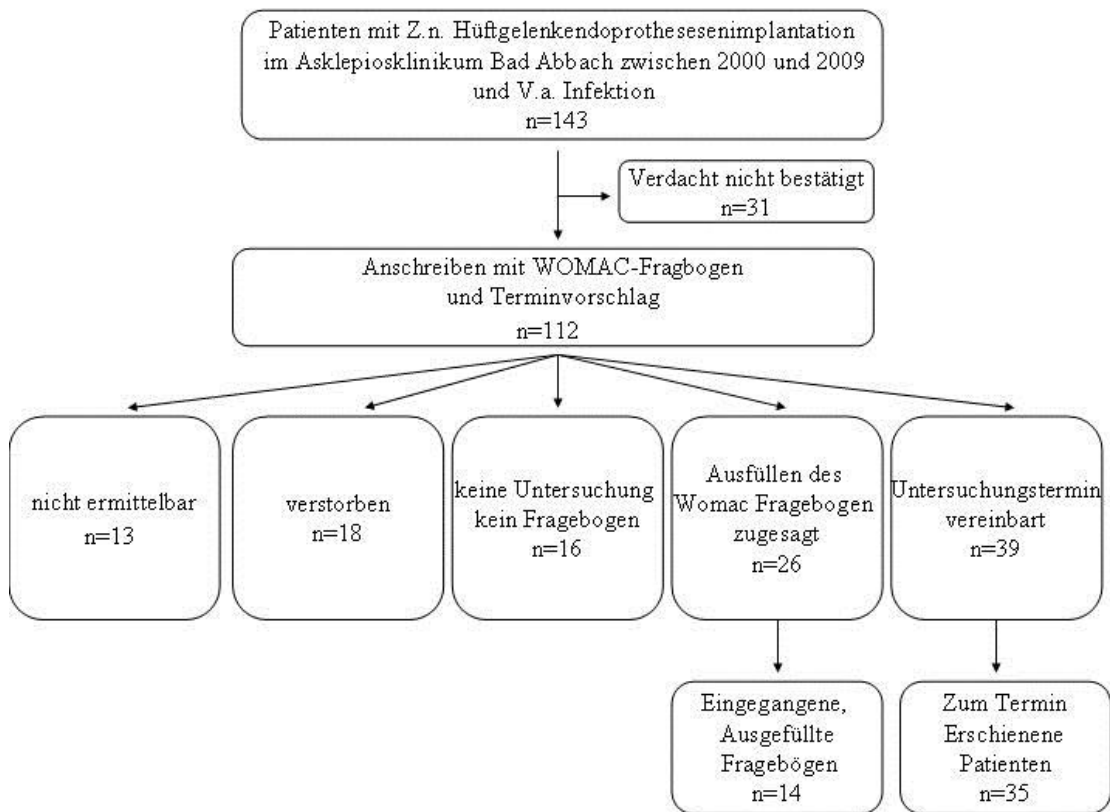 Patienten mit Z.n. Hüftgelenkendoprothesesenimplantation
im Asklepiosklinikum Bad Abbach zwischen 2000 und 2009
und V.a. Infektion
n=143
Verdacht nicht bestätigt
n=31
Anschreiben mit WOMAC-Fragbogen
und Terminvorschlag
n=112
nicht ermittelbar
n=13
verstorben
n=18
keine Untersuchung
kein Fragebogen
n=16
Ausfüllen des
Womac Fragebogen
zugesagt
n=26
Untersuchungstermin
vereinbart
n=39
Eingegangene,
Ausgefüllte
Fragebögen
n=14
Zum Termin
Erschienene
Patienten
n=35